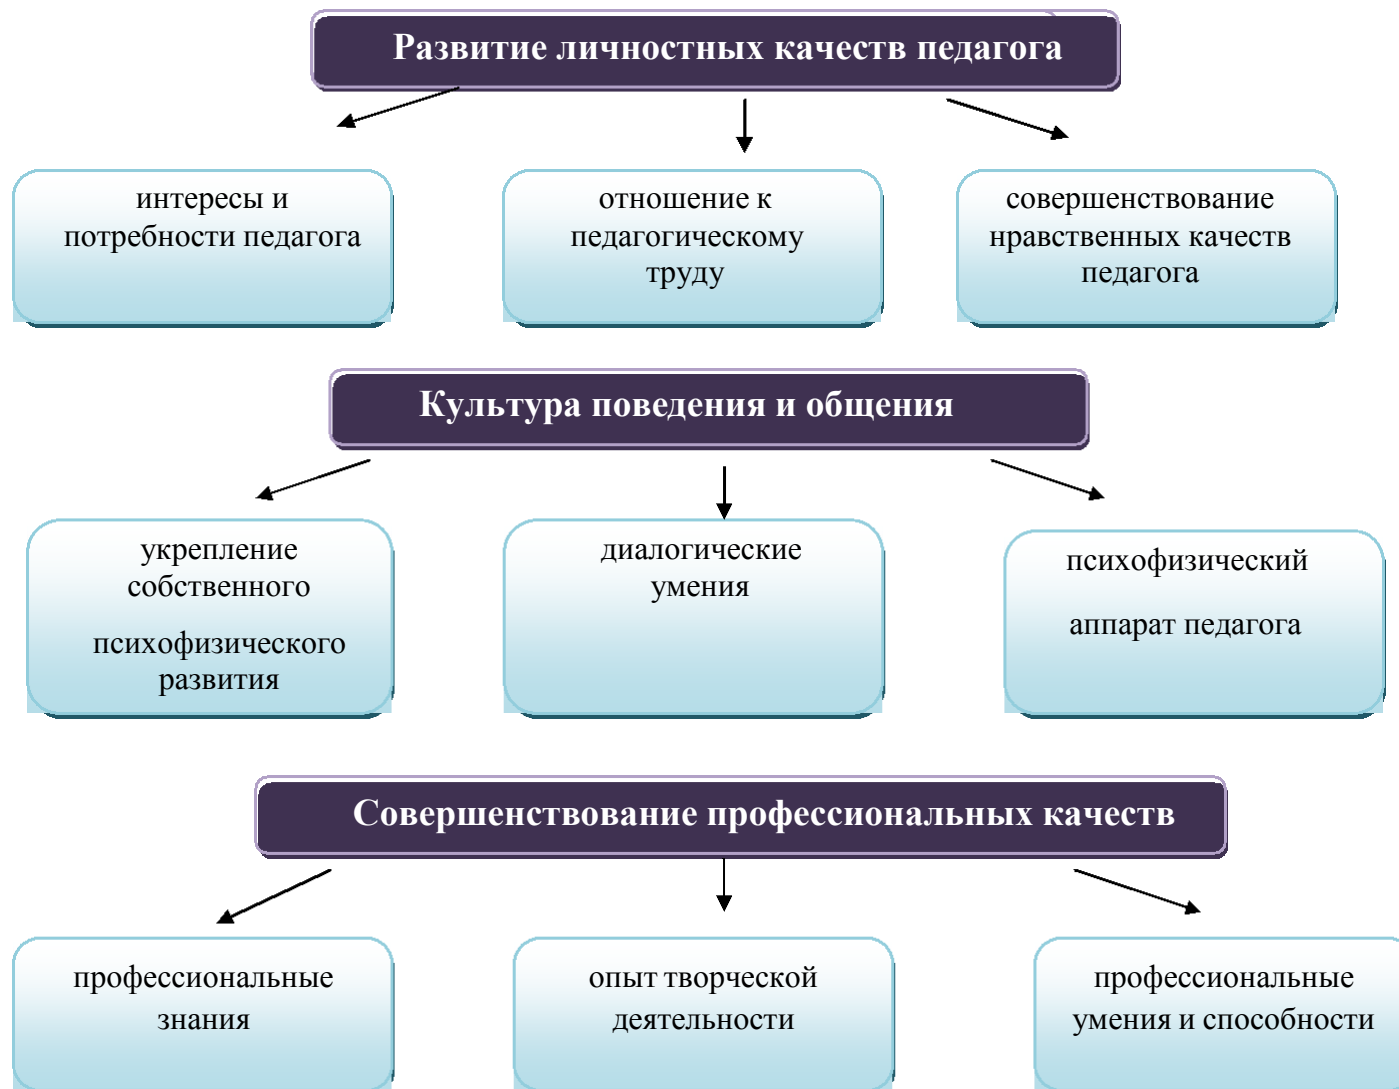 Развитие личностных качеств педагога
интересы и
потребности педагога
отношение к
педагогическому
труду
совершенствование
нравственных качеств
педагога
Культура поведения и общения
укрепление
собственного
психофизического
развития
диалогические
умения
психофизический
аппарат педагога
Совершенствование профессиональных качеств
профессиональные
знания
опыт творческой
деятельности
профессиональные
умения и способности